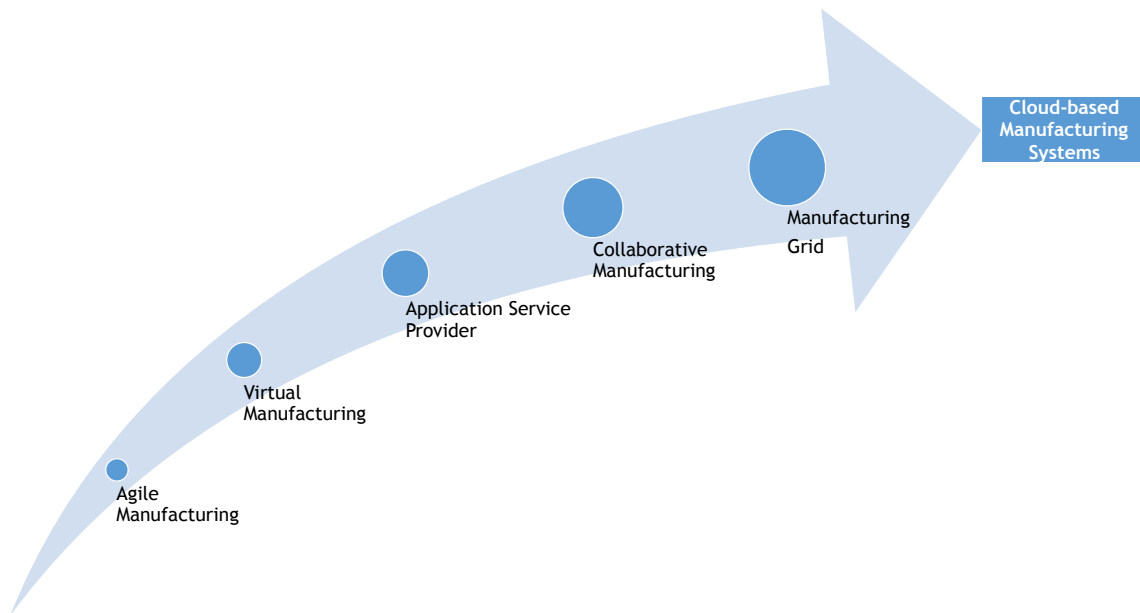 Cloud-based
Manufacturing
Systems
Manufacturing
Grid
Collaborative
Manufacturing
Application Service
Provider
Virtual
Manufacturing
Agile
Manufacturing